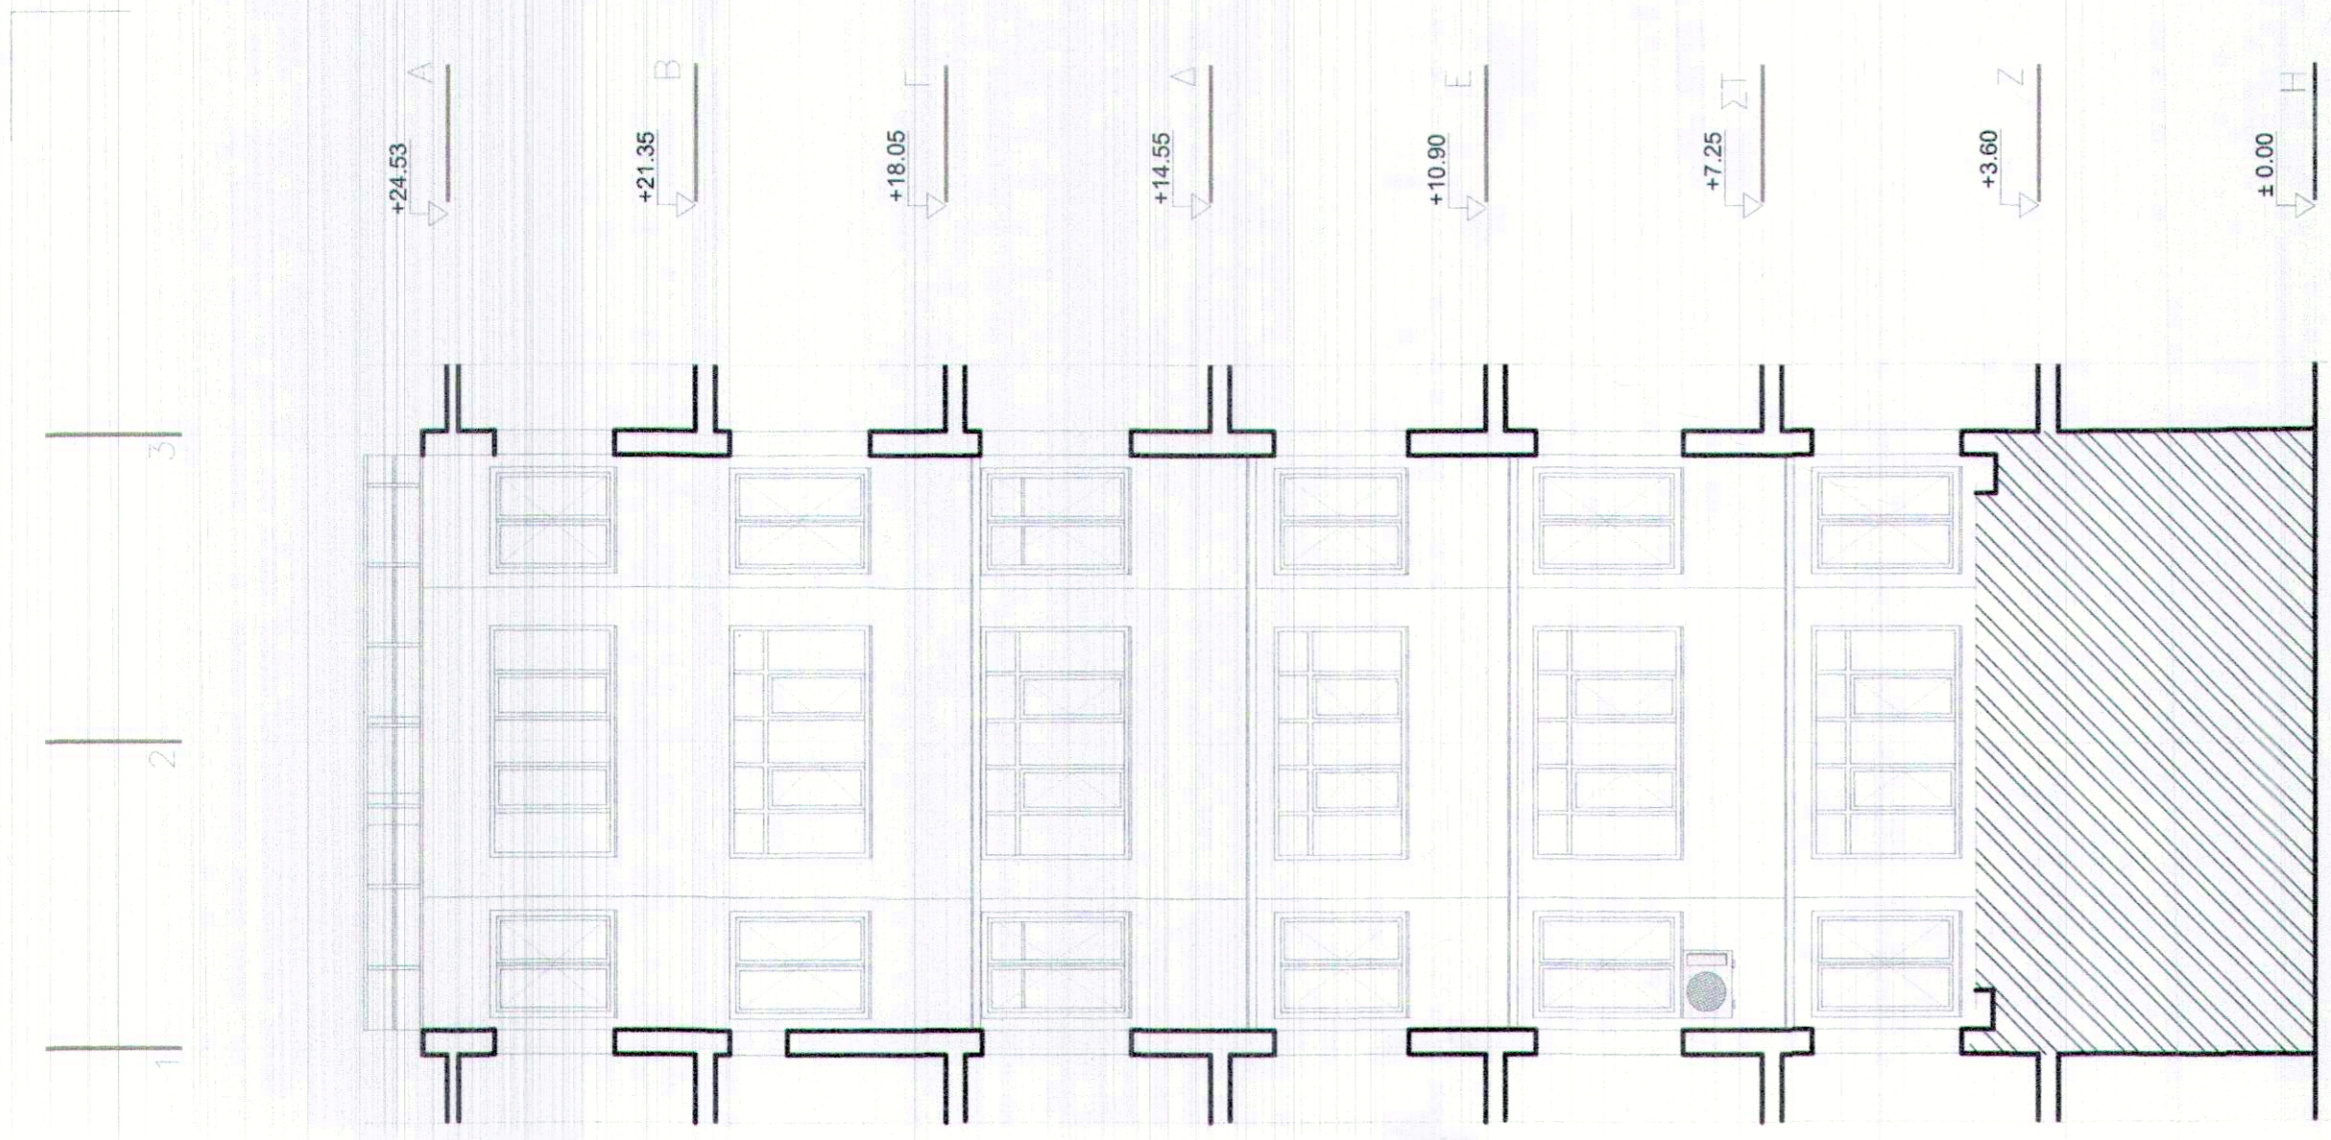 Α
+24.53
Β
+21.35
Γ
+18.05
Δ
+14.55
Ε
+10.90
ΣΤ
+7.25
Ζ
+3.60
Η
± 0.00
3
2
1